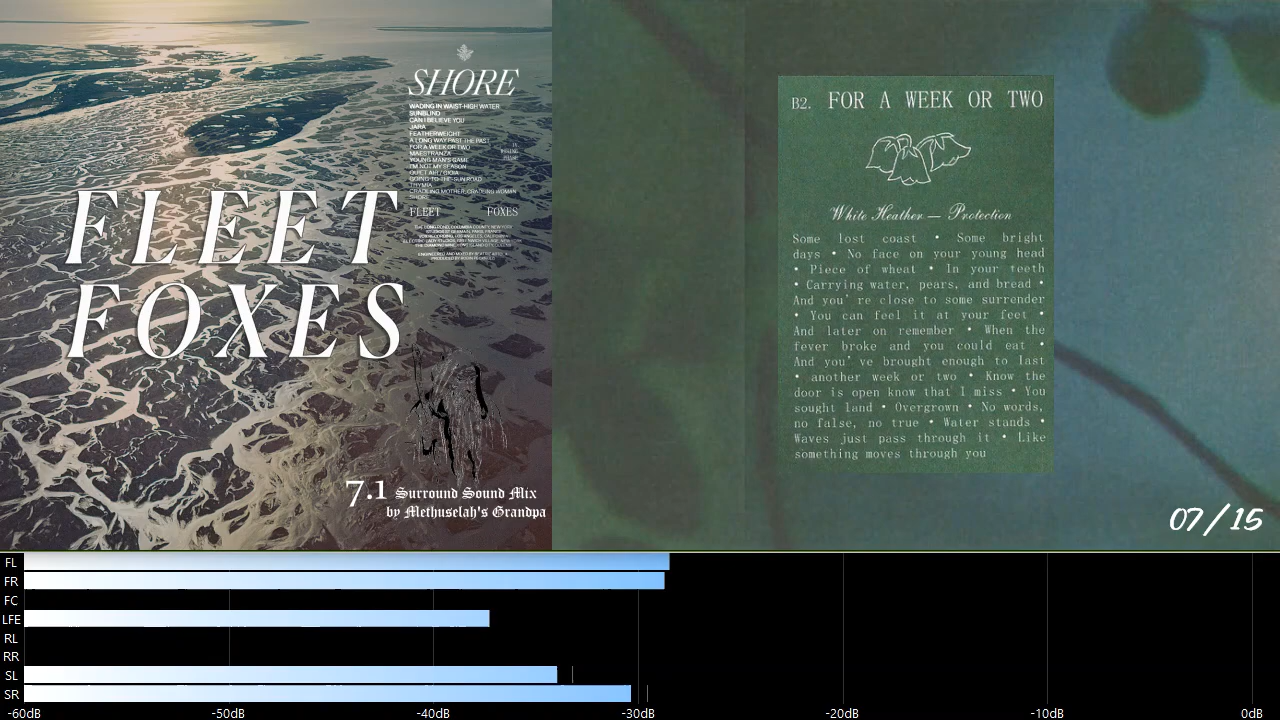 SHORE
WADING IN WAIST-HIGH WATER
SUNBLIND
CAN I BELIEVE YOU
JARA
FEATHERWEIGHT
A LONG WAY PAST THE PAST
FOR A WEEK OR TWO
MAESTRANZA
YOUNG MAN'S GAME
I'M NOT MY SEASON
QUIET AIR / GIOIA
GOING-TO-THE-SUN ROAD
THYMIA
CRADLING MOTHER, CRADLING WOMAN
SHORE
FLEET FOXES
FLEET
FOXES
7.1 Surround Sound Mix
by Methuselah's Grandpa
B2. FOR A WEEK OR TWO
White Heather — Protection
Some lost coast • Some bright
days • No face on your young head
• Piece of wheat • In your teeth
• Carrying water, pears, and bread •
And you're close to some surrender
• You can feel it at your feet •
And later on remember • When the
fever broke and you could eat •
And you've brought enough to last
• another week or two • Know the
door is open know that I miss • You
sought land • Overgrown • No words,
no false, no true • Water stands •
Waves just pass through it • Like
something moves through you
07/15
FL
FR
FC
LFE
RL
RR
SL
SR
-60dB -50dB -40dB -30dB -20dB -10dB 0dB